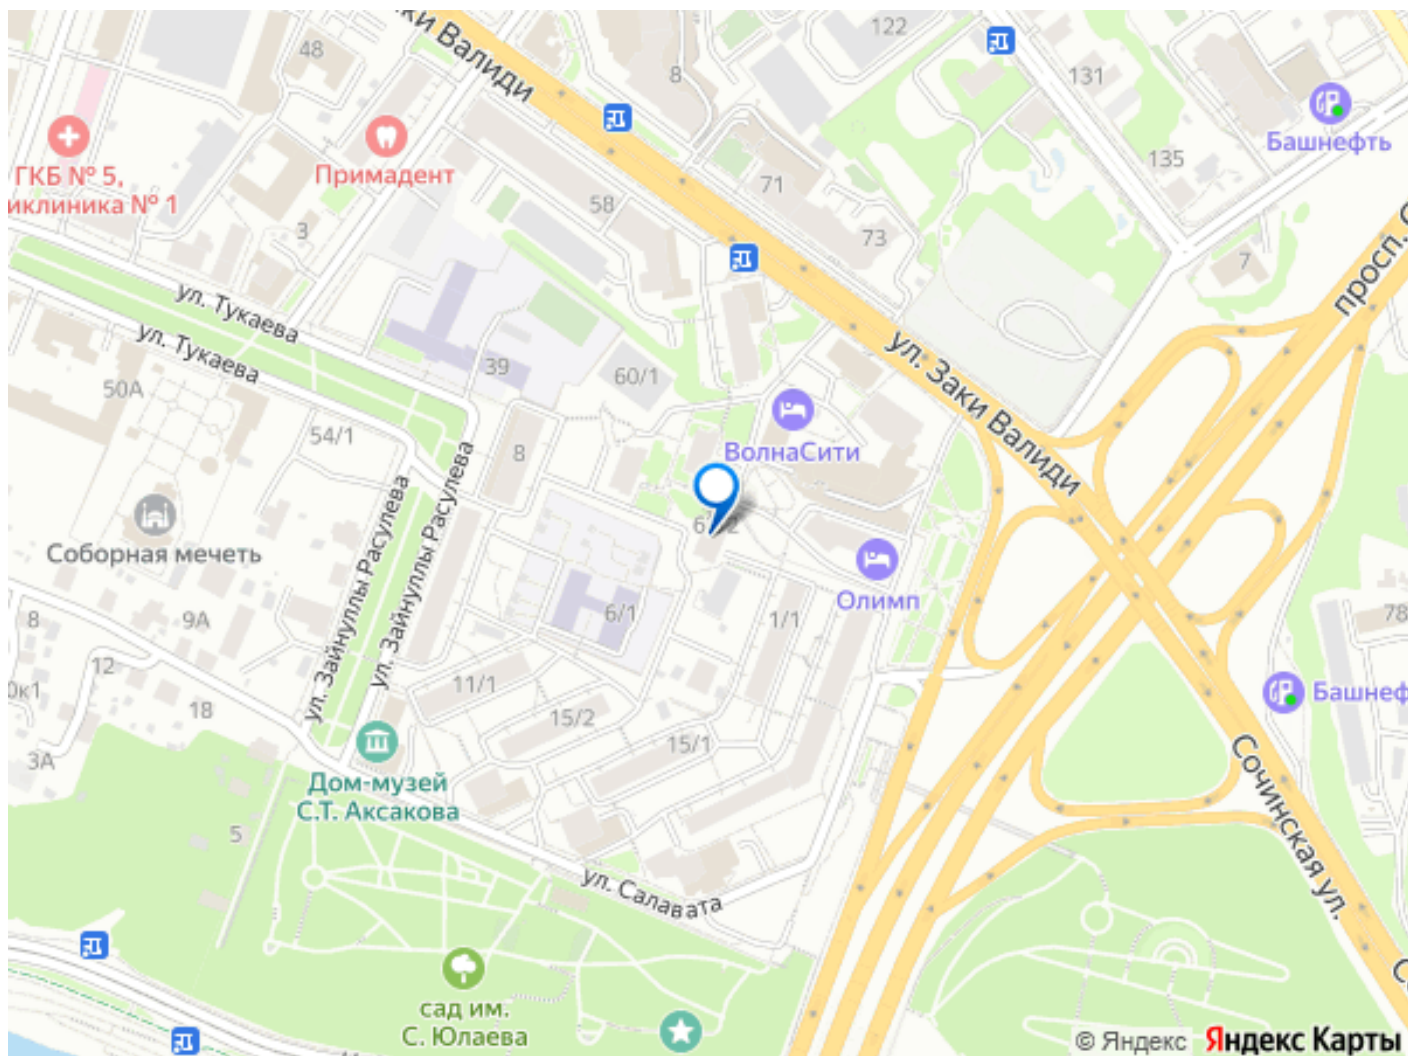 ки Валиди
122
48
8
131
Башнефть
Примадент
ГКБ № 5,
иклиника № 1
135
71
58
3
73
7
просп. С
ул. Тукаева
ул. Тукаева
ул. Заки Валиди
39
60/1
50А
54/1
8
ВолнаСити
ул. Зайнуллы Расулева
ул. Зайнуллы Расулева
Соборная мечеть
Олимп
6/1
1/1
8
9А
78
12
0к1
11/1
18
15/2
15/1
Башнеф
3А
Дом-музей
С.Т. Аксакова
Сочинская ул.
5
ул. Салавата
сад им.
С. Юлаева
С
© Яндекс Яндекс Карты